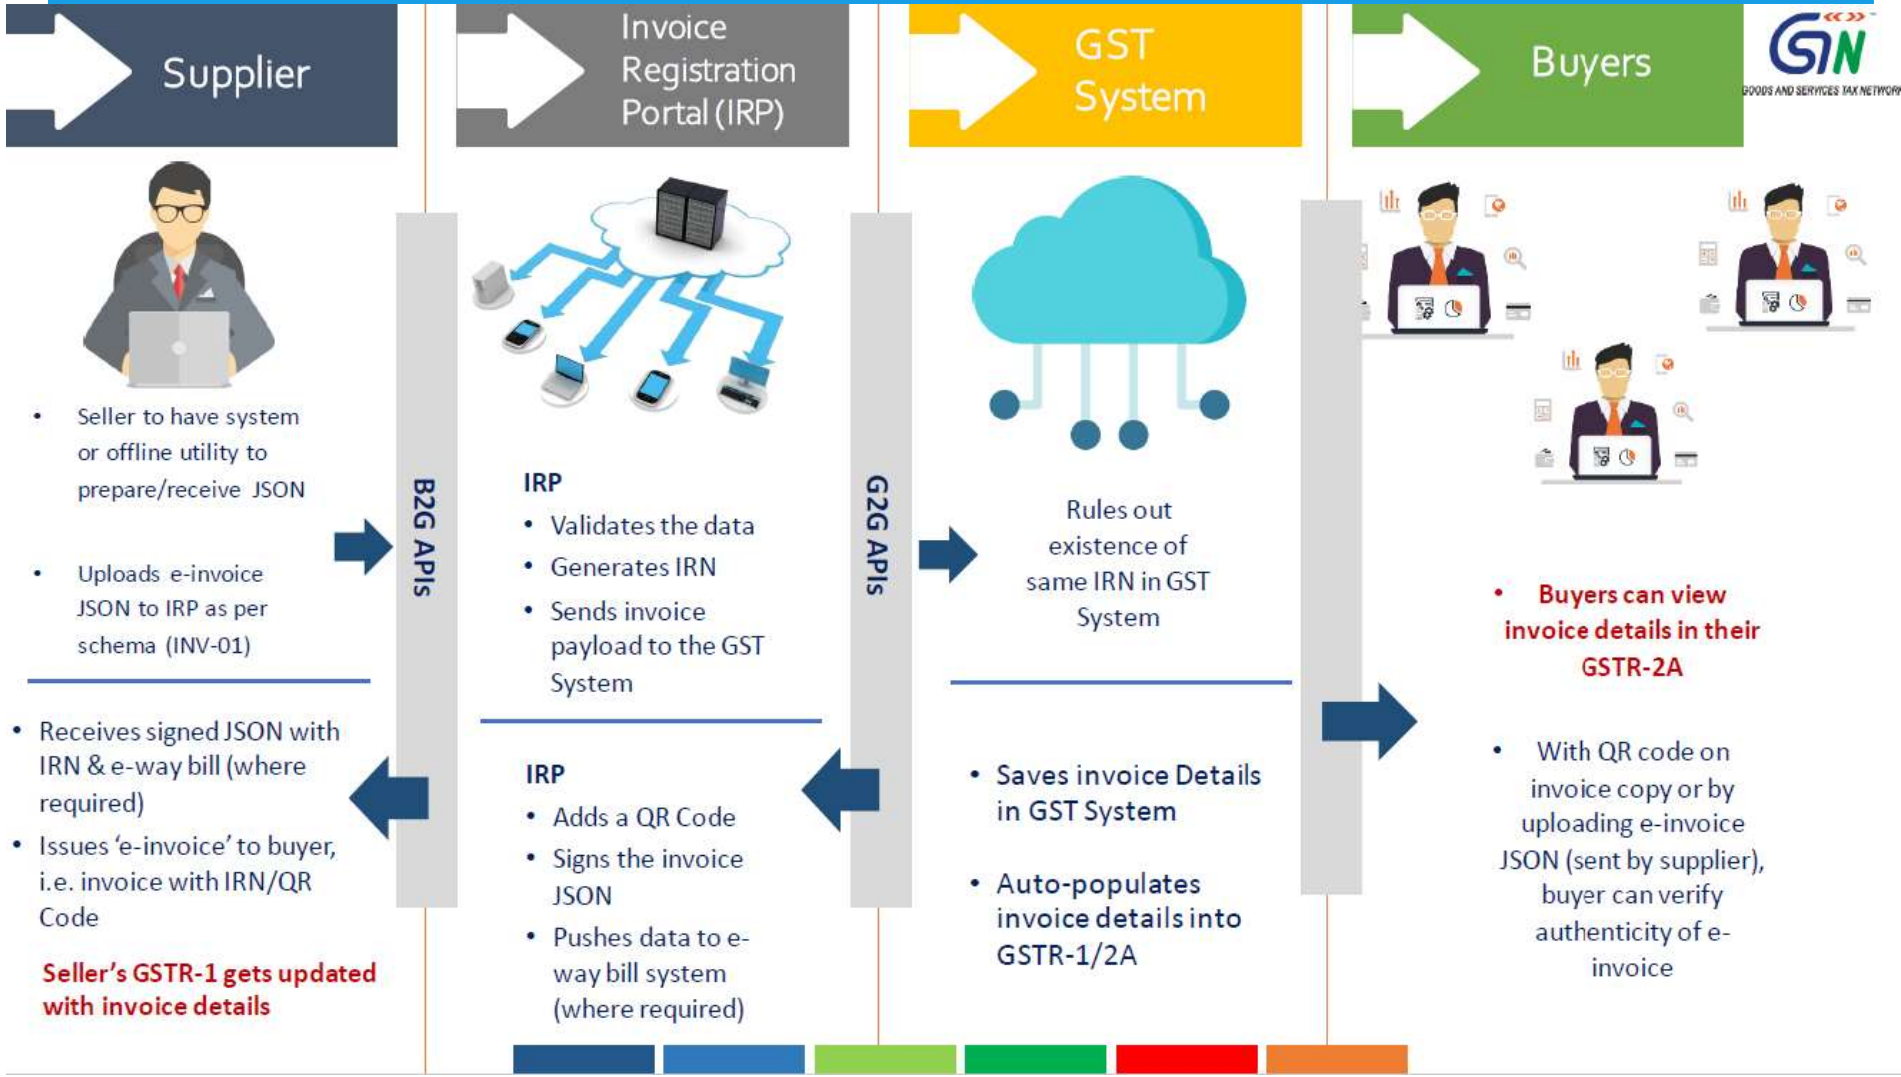 Supplier
Invoice
Registration
Portal (IRP)
GST
System
Buyers
GSTN
GOODS AND SERVICES TAX NETWORK
• Seller to have system
or offline utility to
prepare/receive JSON
• Uploads e-invoice
JSON to IRP as per
schema (INV-01)
• Receives signed JSON with
IRN & e-way bill (where
required)
• Issues ‘e-invoice’ to buyer,
i.e. invoice with IRN/QR
Code
Seller’s GSTR-1 gets updated
with invoice details
B2G APIs
IRP
• Validates the data
• Generates IRN
• Sends invoice
payload to the GST
System
IRP
• Adds a QR Code
• Signs the invoice
JSON
• Pushes data to e-
way bill system
(where required)
G2G APIs
Rules out
existence of
same IRN in GST
System
• Saves invoice Details
in GST System
• Auto-populates
invoice details into
GSTR-1/2A
• Buyers can view
invoice details in their
GSTR-2A
• With QR code on
invoice copy or by
uploading e-invoice
JSON (sent by supplier),
buyer can verify
authenticity of e-
invoice